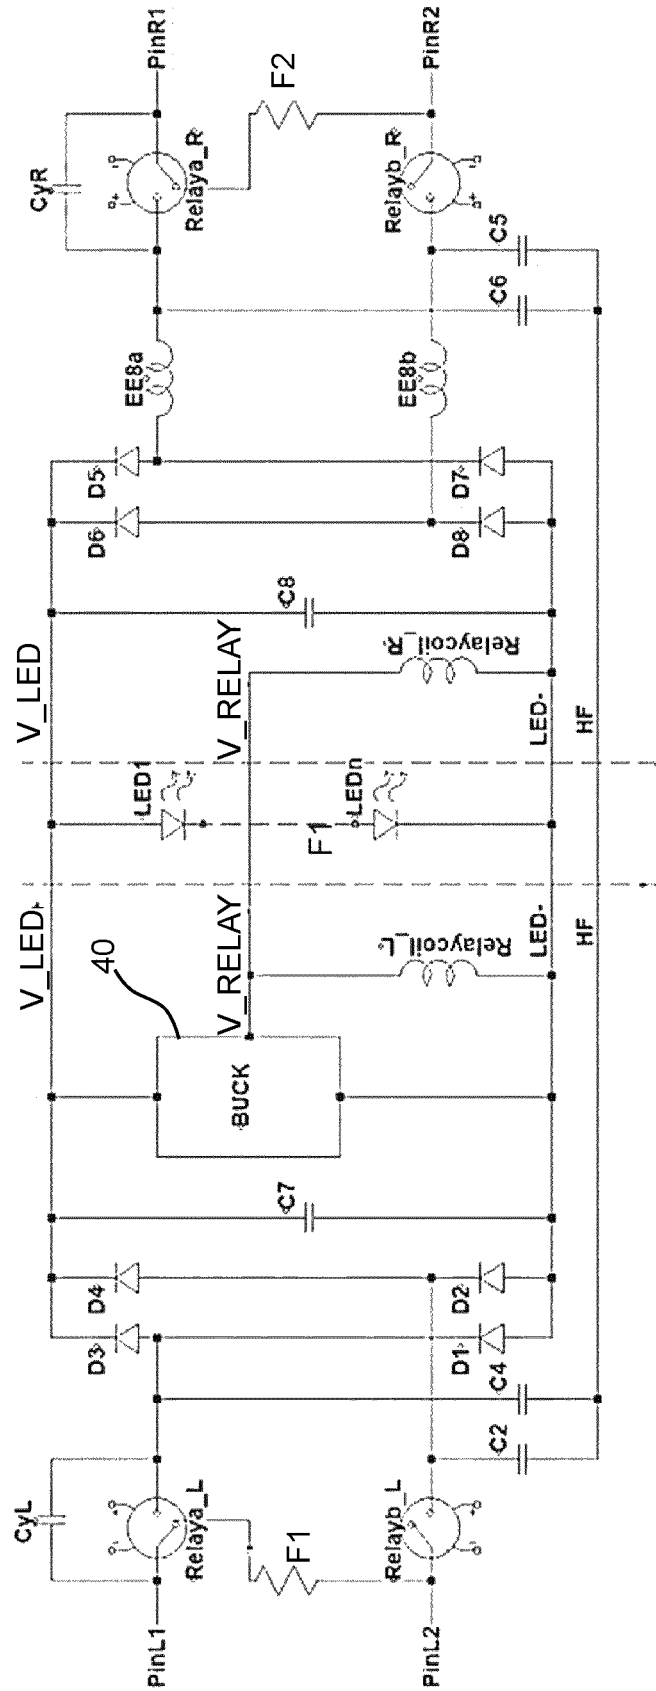 PinR1
PinR2
F2
CyR
Relaya_R
Relayb_R
C5
C6
EE8a
EE8b
D5
D7
D6
D8
C8
V_LED
V_RELAY
Relaycoil_R
LED-
HF
LED1
LEDn
F1
V_LED
V_RELAY
Relaycoil_L
LED-
HF
40
BUCK
C7
D4
D2
D3
D1
C4
C2
CyL
Relaya_L
F1
Relayb_L
PinL1
PinL2